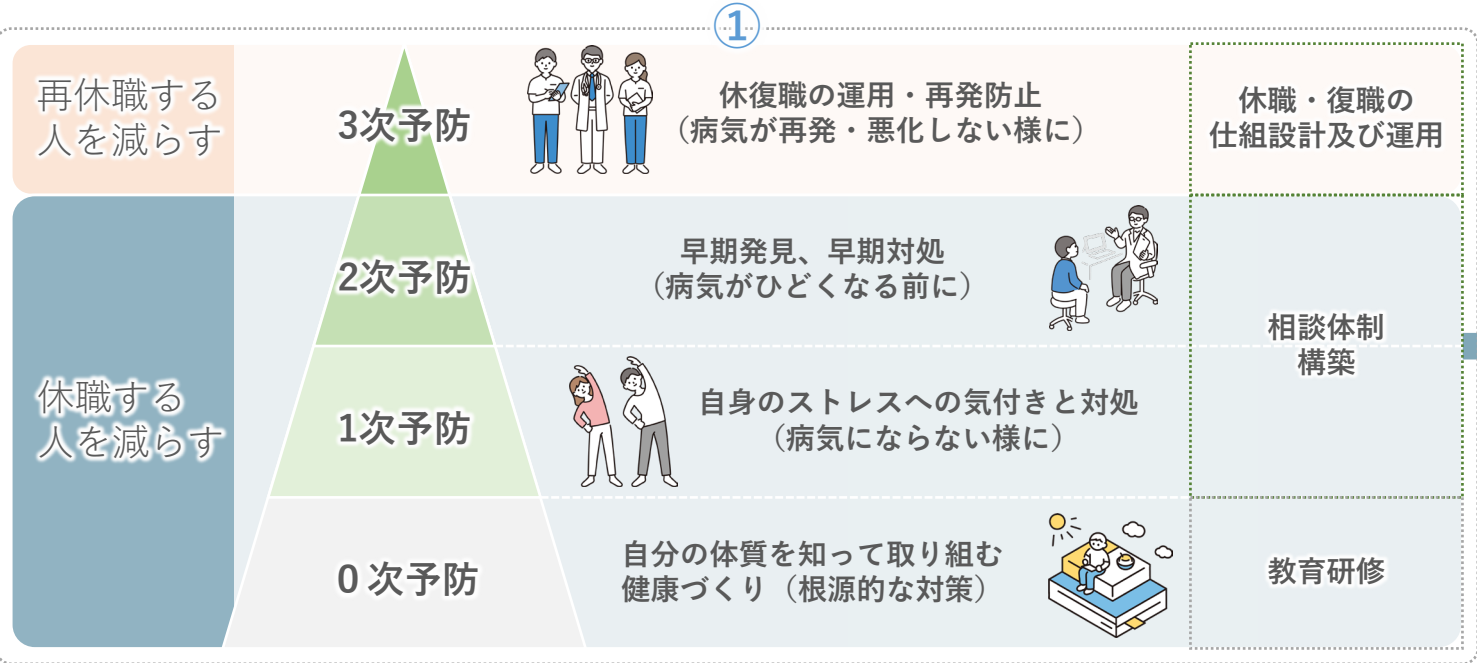 ①
再休職する
人を減らす
3次予防
休復職の運用・再発防止
（病気が再発・悪化しない様に）
休職・復職の
仕組設計及び運用
休職する
人を減らす
2次予防
早期発見、早期対処
（病気がひどくなる前に）
相談体制
構築
1次予防
自身のストレスへの気付きと対処
（病気にならない様に）
０次予防
自分の体質を知って取り組む
健康づくり（根源的な対策）
教育研修